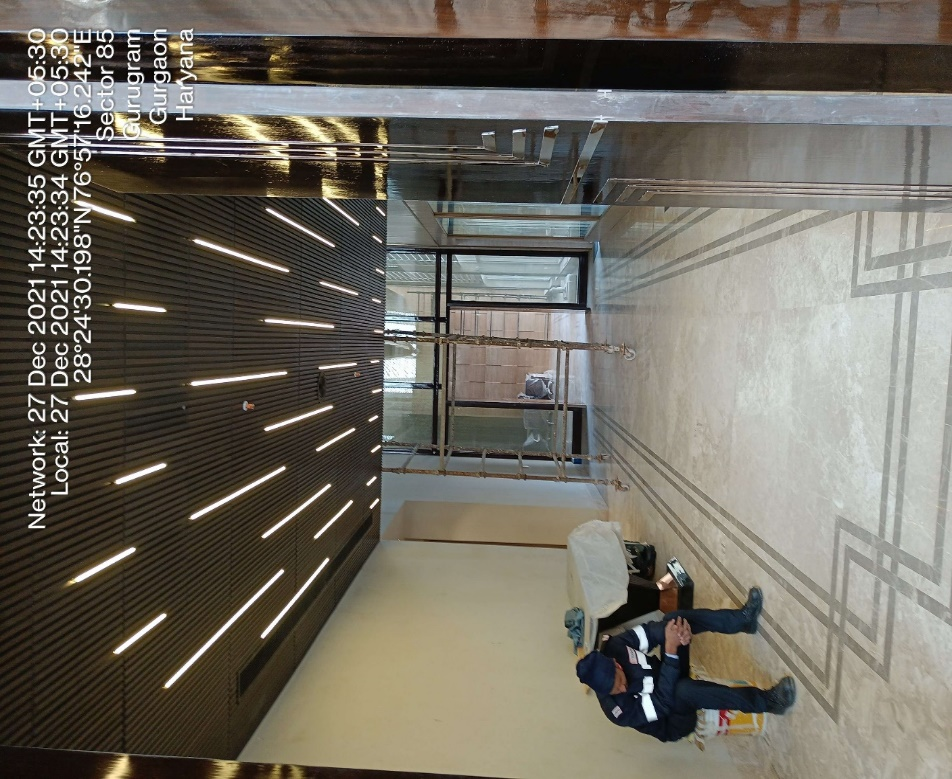 Network: 27 Dec 2021 14:23:35 GMT+05:30
Local: 27 Dec 2021 14:23:34 GMT+05:30
28°24'30.198"N 76°57'16.242"E
Sector 85
Gurugram
Gurgaon
Haryana